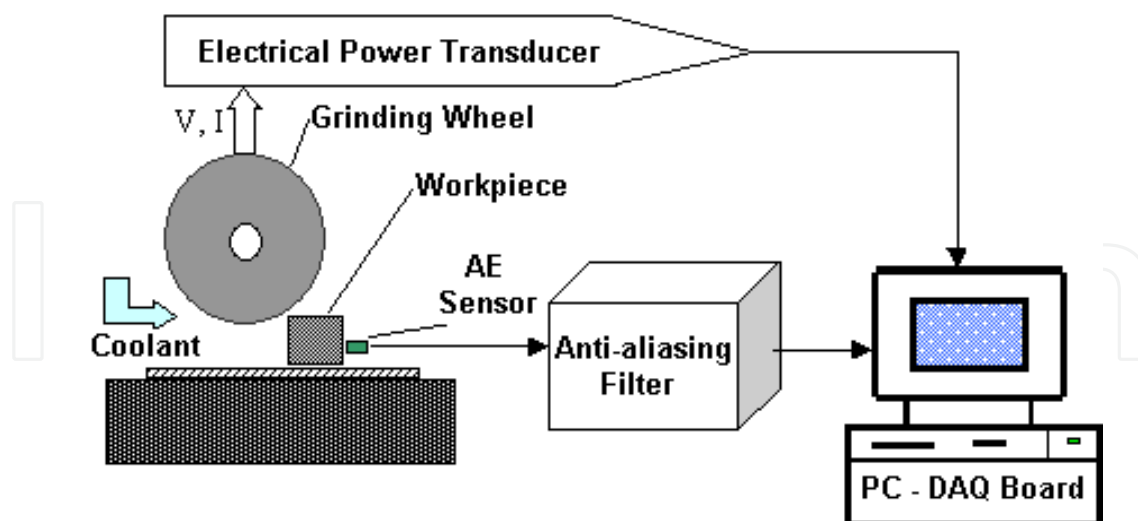 Electrical Power Transducer
V, I
Grinding Wheel
Workpiece
AE
Sensor
Coolant
Anti-aliasing
Filter
PC - DAQ Board